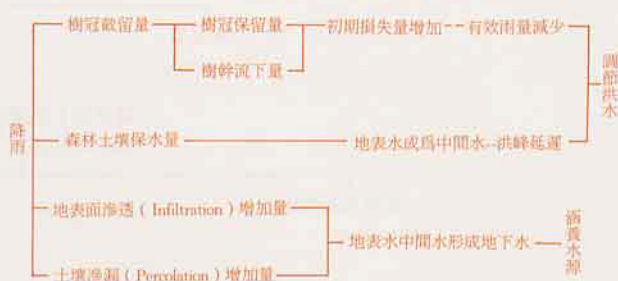 降雨
樹冠截留量
樹冠保留量
樹幹流下量
初期損失量增加
有效雨量減少
調節洪水
森林土壤保水量
地表水成爲中間水
洪峰延遲
地表面滲透(Infiltration)增加量
土壤滲漏(Percolation)增加量
地表水中間水形成地下水
涵養水源